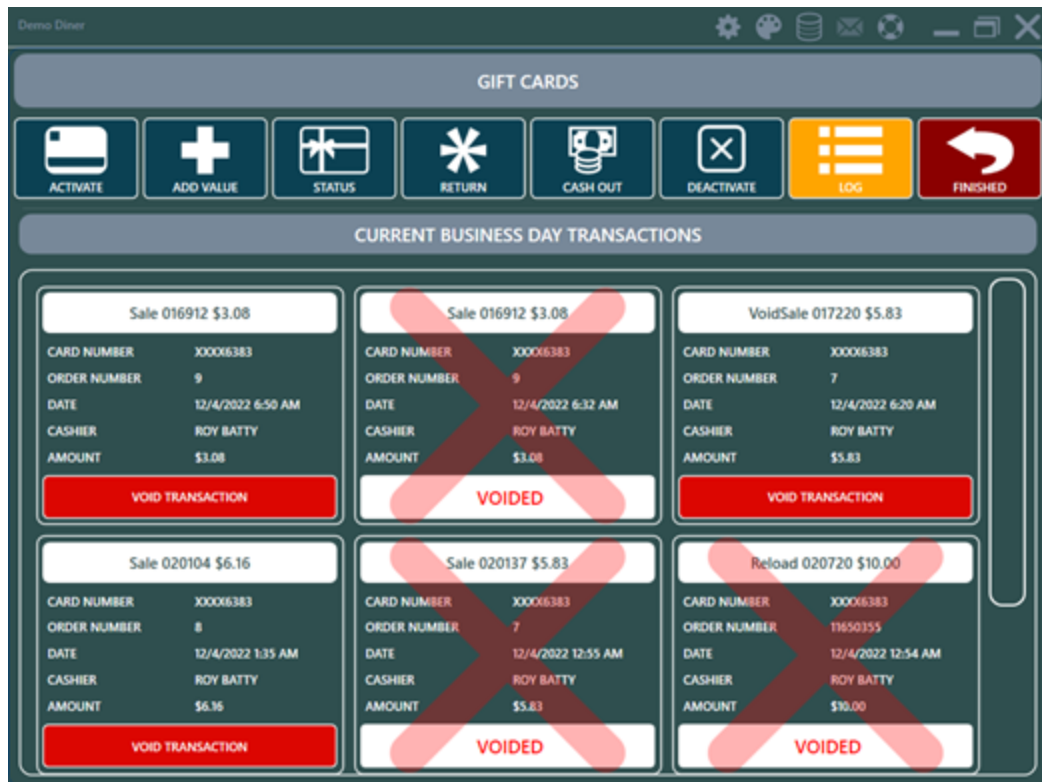 Demo Diner
GIFT CARDS
ACTIVATE
ADD VALUE
STATUS
RETURN
CASH OUT
DEACTIVATE
LOG
FINISHED
CURRENT BUSINESS DAY TRANSACTIONS
Sale 016912 $3.08
CARD NUMBER XXXX6383
ORDER NUMBER 9
DATE 12/4/2022 6:50 AM
CASHIER ROY BATTY
AMOUNT $3.08
VOID TRANSACTION
Sale 016912 $3.08
CARD NUMBER XXXX6383
ORDER NUMBER 9
DATE 12/4/2022 6:32 AM
CASHIER ROY BATTY
AMOUNT $3.08
VOIDED
VoidSale 017220 $5.83
CARD NUMBER XXXX6383
ORDER NUMBER 7
DATE 12/4/2022 6:20 AM
CASHIER ROY BATTY
AMOUNT $5.83
VOID TRANSACTION
Sale 020104 $6.16
CARD NUMBER XXXX6383
ORDER NUMBER 8
DATE 12/4/2022 1:35 AM
CASHIER ROY BATTY
AMOUNT $6.16
VOID TRANSACTION
Sale 020137 $5.83
CARD NUMBER XXXX6383
ORDER NUMBER 7
DATE 12/4/2022 12:55 AM
CASHIER ROY BATTY
AMOUNT $5.83
VOIDED
Reload 020720 $10.00
CARD NUMBER XXXX6383
ORDER NUMBER 11650355
DATE 12/4/2022 12:54 AM
CASHIER ROY BATTY
AMOUNT $10.00
VOIDED